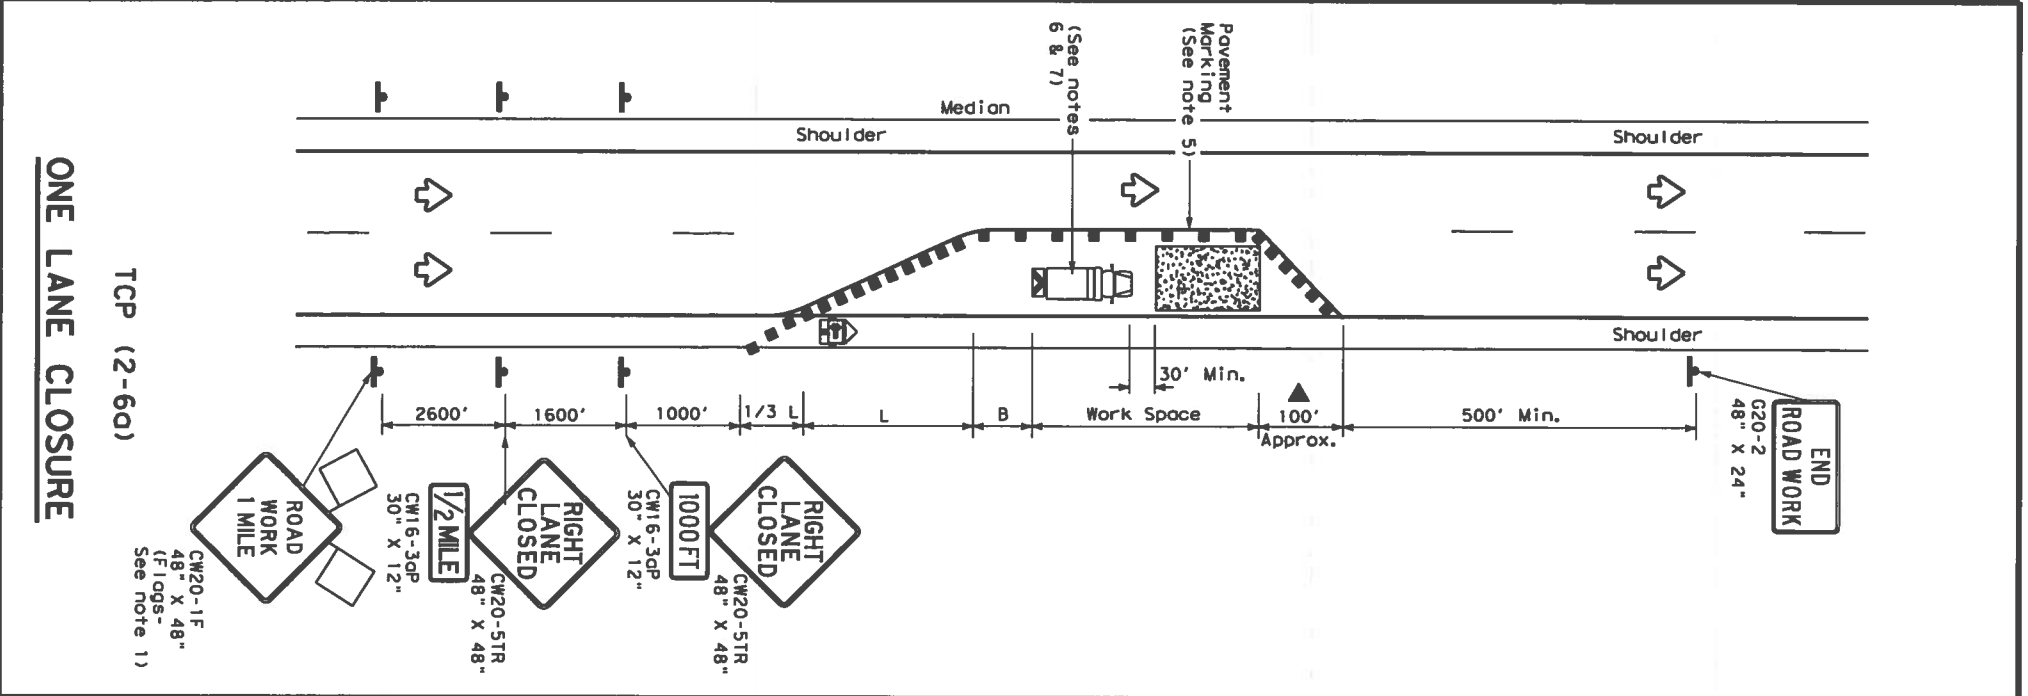 Pavement
Marking
(See note 5)
(See notes
6 & 7)
Median
Shoulder
Shoulder
Shoulder
30' Min.
2600'
1600'
1000'
1/3 L
L
B
Work Space
100'
Approx.
500' Min.
END
ROAD WORK
G20-2
48" X 24"
RIGHT
LANE
CLOSED
1000 FT
CW20-5TR
48" X 48"
CW16-3aP
30" X 12"
RIGHT
LANE
CLOSED
1/2 MILE
CW20-5TR
48" X 48"
CW16-3aP
30" X 12"
ROAD
WORK
1 MILE
CW20-1F
48" X 48"
(Flags-
See note 1)
TCP (2-6a)
ONE LANE CLOSURE